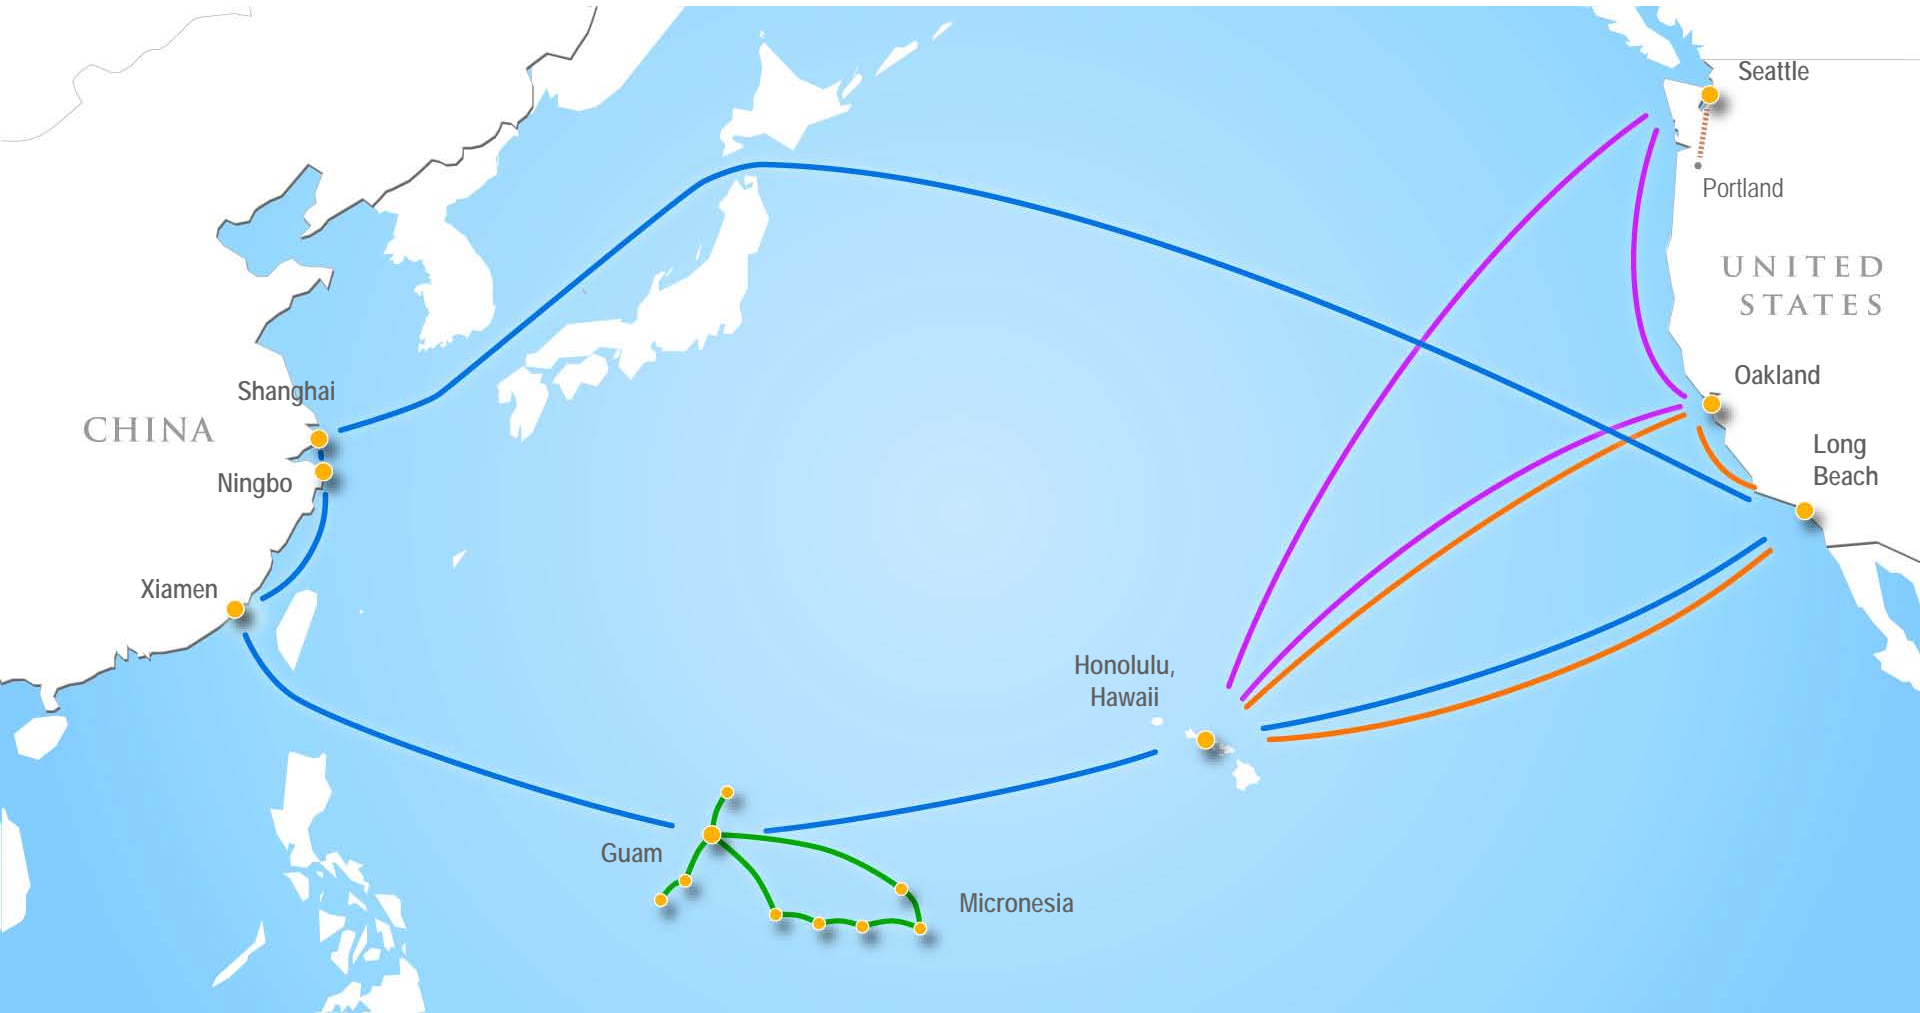 Seattle
Portland
UNITED
STATES
Oakland
Shanghai
CHINA
Long
Beach
Ningbo
Xiamen
Honolulu,
Hawaii
Guam
Micronesia